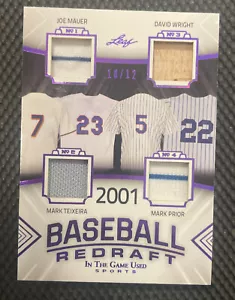 JOE MAUER
DAVID WRIGHT
Nº 1
Leaf
Nº 3
10/12
7 23 5 22
Nº 2
Nº 4
2001
MARK TEIXEIRA
MARK PRIOR
BASEBALL
REDRAFT
IN THE GAME USED
SPORTS